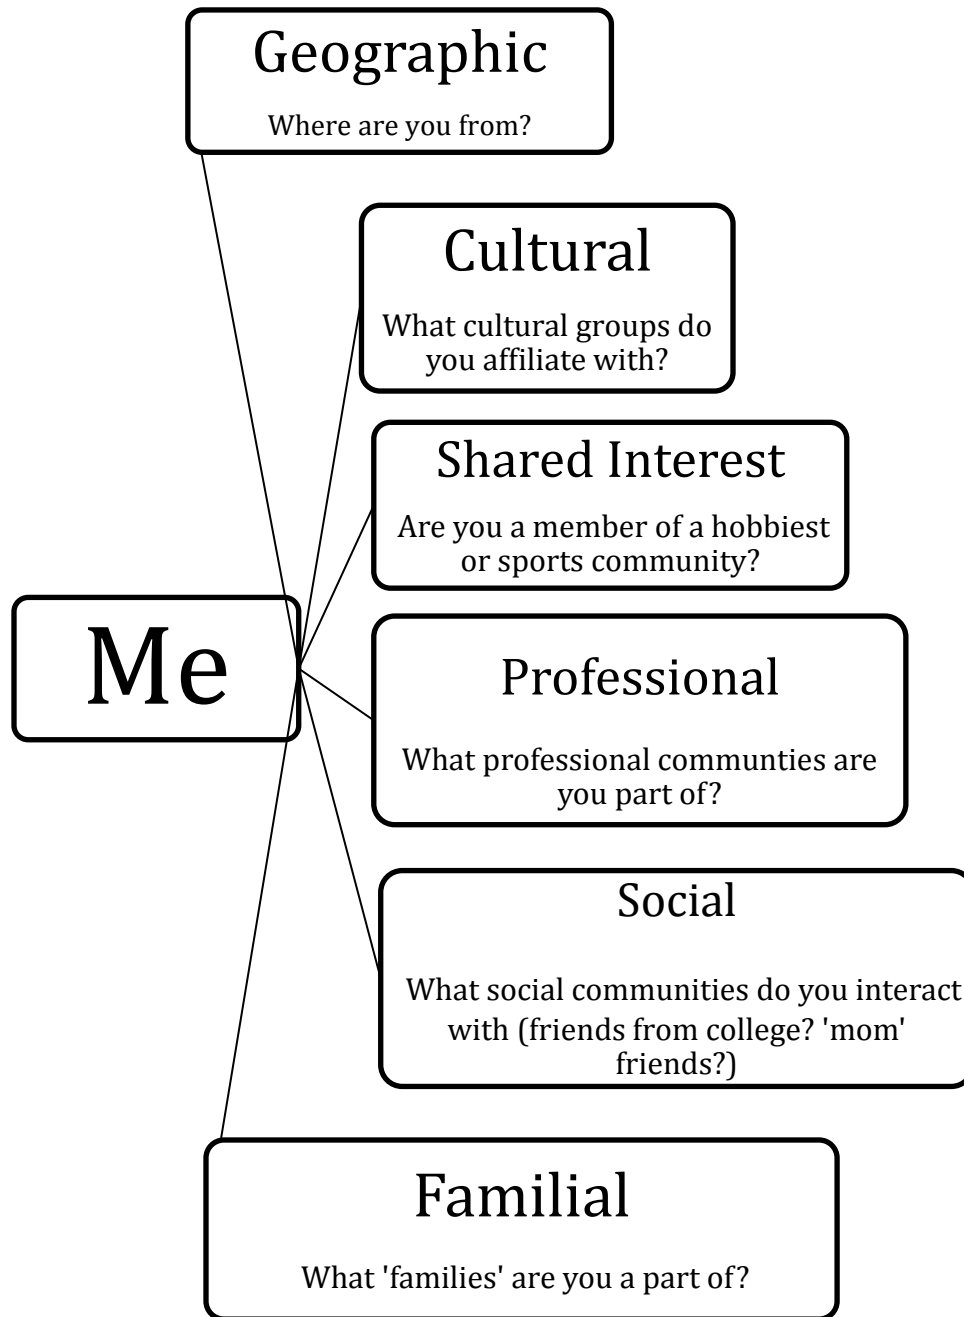 Geographic
Where are you from?
Cultural
What cultural groups do
you affiliate with?
Shared Interest
Are you a member of a hobbiest
or sports community?
Me
Professional
What professional communties are
you part of?
Social
What social communities do you interact
with (friends from college? 'mom'
friends?)
Familial
What 'families' are you a part of?